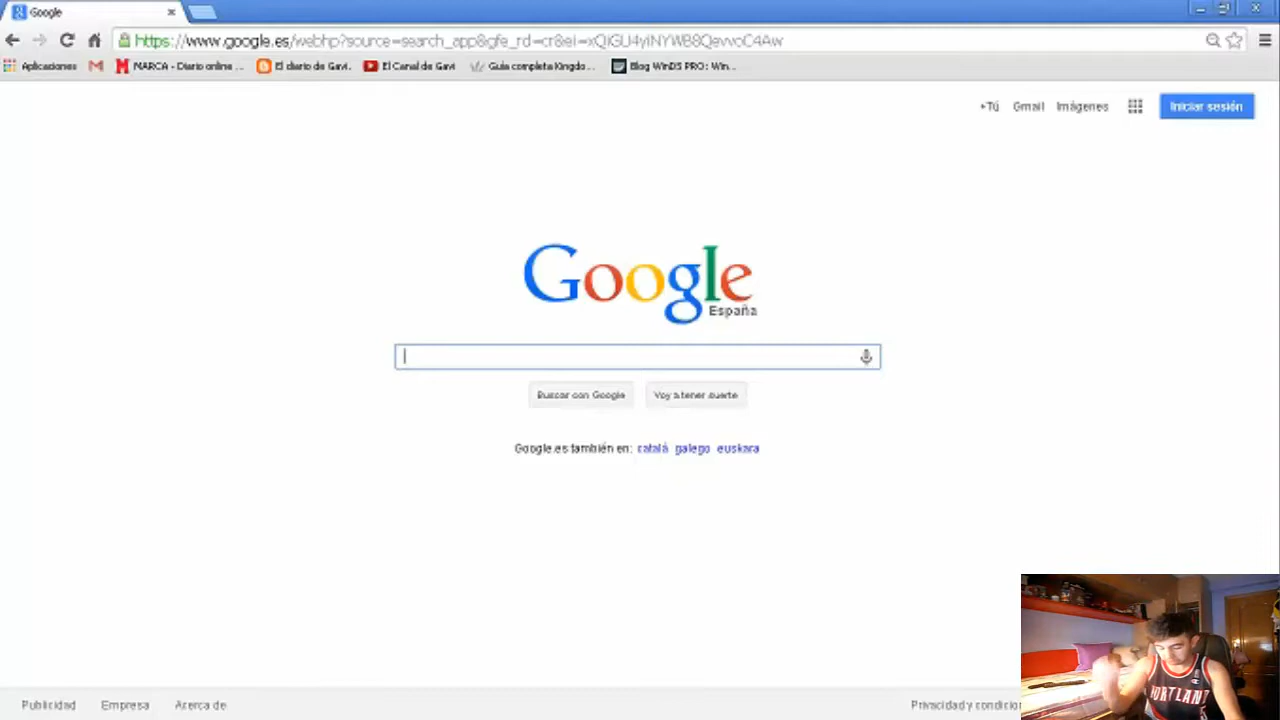 Google
https://www.google.es/webhp?source=search_app&gfe_rd=cr&ei=
Aplicaciones MARCA - Diario online ... El diario de Gavi. El Canal de Gavi Guía completa Kingdo... Blog WinDS PRO: Win...
+Tú Gmail Imágenes Iniciar sesión
Google
España
Buscar con Google Voy a tener suerte
Google.es también en: català galego euskara
Publicidad Empresa Acerca de Privacidad y condicio
PORTLAND